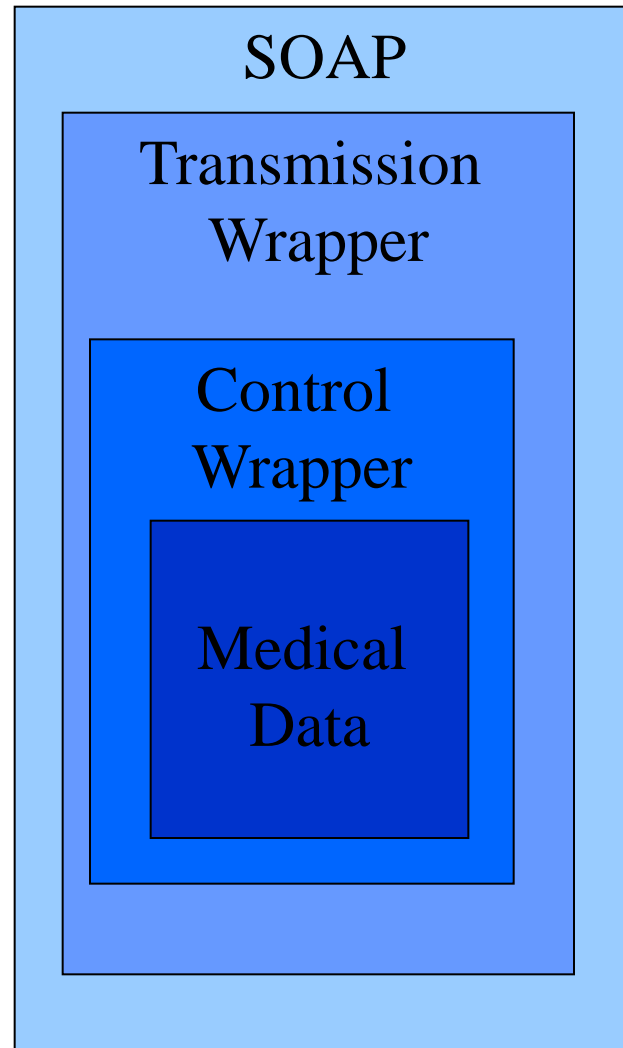 SOAP
Transmission
Wrapper
Control
Wrapper
Medical
Data